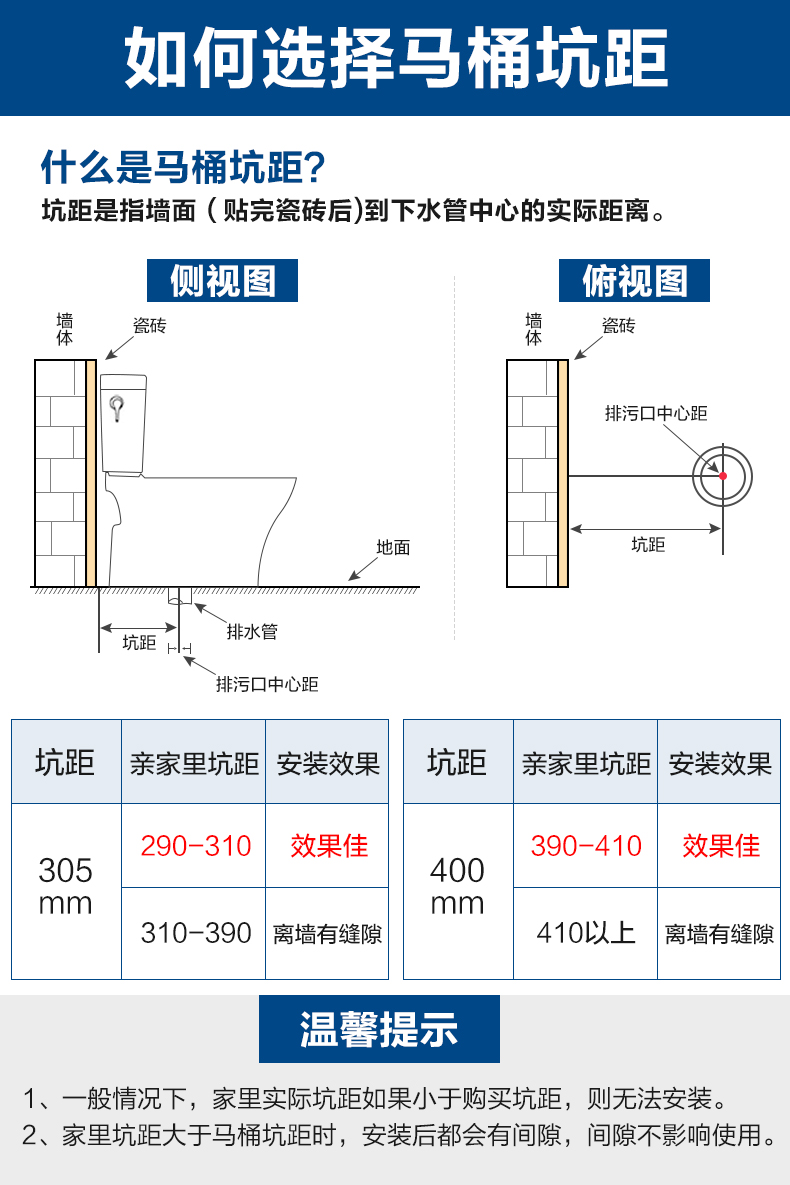 如何选择马桶坑距
什么是马桶坑距?
坑距是指墙面（贴完瓷砖后)到下水管中心的实际距离。
侧视图
墙体
瓷砖
地面
坑距
排水管
排污口中心距
俯视图
墙体
瓷砖
排污口中心距
坑距
坑距 亲家里坑距 安装效果
305mm
290-310 效果佳
310-390 离墙有缝隙
坑距 亲家里坑距 安装效果
400mm
390-410 效果佳
410以上 离墙有缝隙
温馨提示
1、一般情况下，家里实际坑距如果小于购买坑距，则无法安装。
2、家里坑距大于马桶坑距时，安装后都会有间隙，间隙不影响使用。